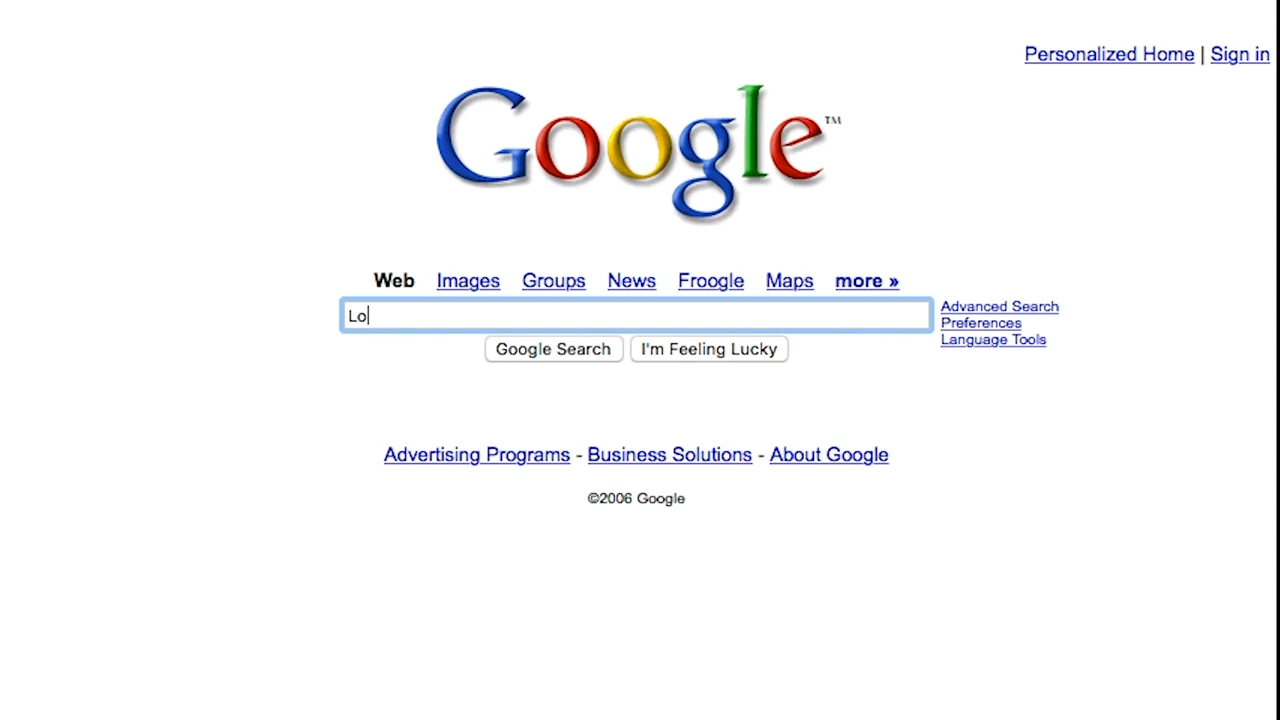 Personalized Home | Sign in
Google™
Web Images Groups News Froogle Maps more »
Lo
Advanced Search
Preferences
Language Tools
Google Search I'm Feeling Lucky
Advertising Programs - Business Solutions - About Google
©2006 Google